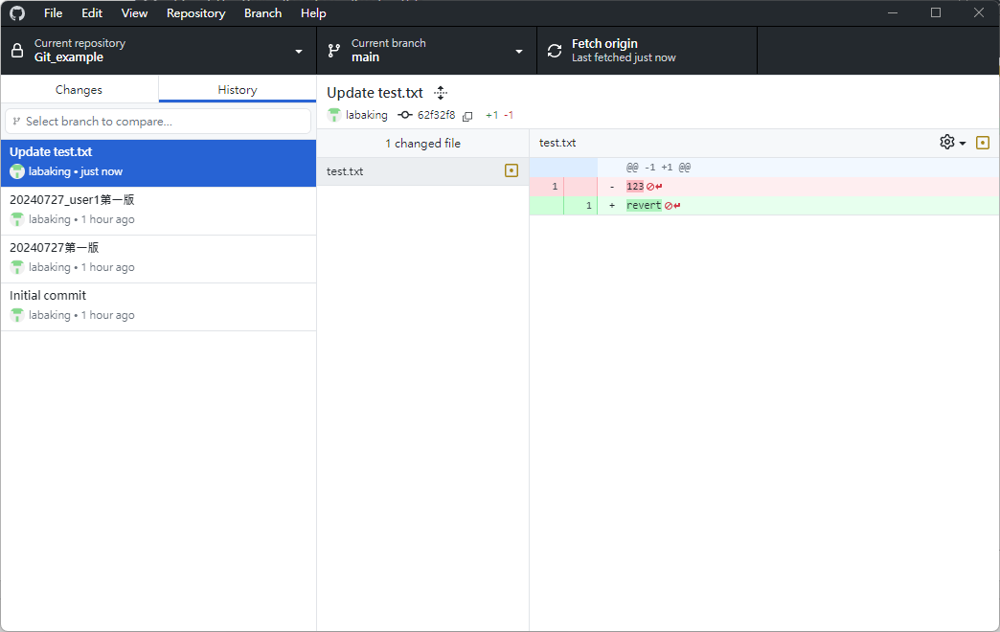 File Edit View Repository Branch Help
Current repository
Git_example
Current branch
main
Fetch origin
Last fetched just now
Changes
History
Select branch to compare...
Update test.txt
labaking • just now
20240727_user1第一版
labaking • 1 hour ago
20240727第一版
labaking • 1 hour ago
Initial commit
labaking • 1 hour ago
Update test.txt
labaking 62f32f8 +1 -1
1 changed file
test.txt
test.txt
@@ -1 +1 @@
1 - 123
1 + revert